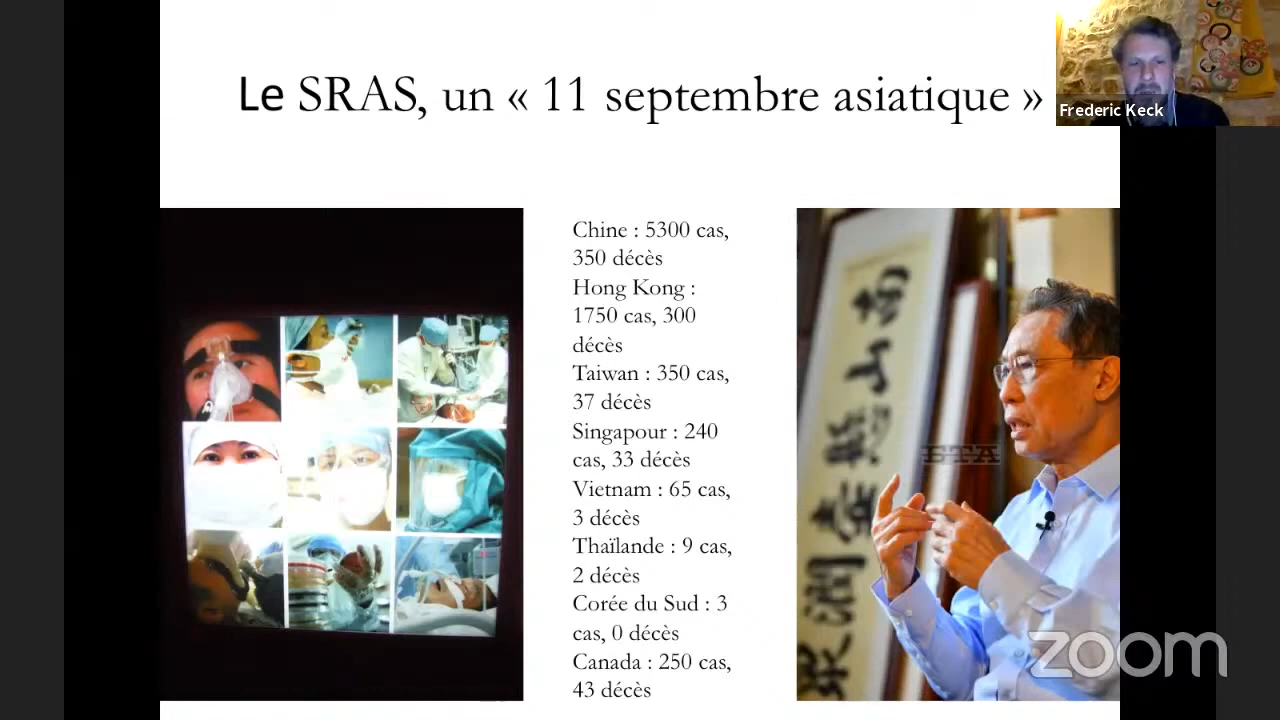 Le SRAS, un « 11 septembre asiatique »
Frederic Keck
Chine : 5300 cas,
350 décès
Hong Kong :
1750 cas, 300
décès
Taiwan : 350 cas,
37 décès
Singapour : 240
cas, 33 décès
Vietnam : 65 cas,
3 décès
Thaïlande : 9 cas,
2 décès
Corée du Sud : 3
cas, 0 décès
Canada : 250 cas,
43 décès
zoom